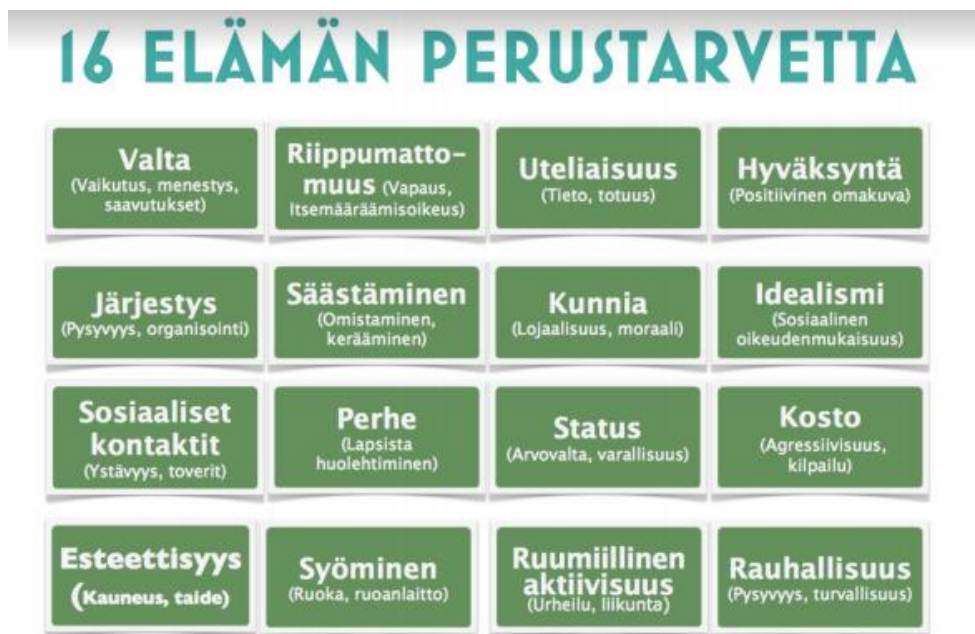 16 ELÄMÄN PERUSTARVETTA
Valta
(Vaikutus, menestys,
saavutukset)
Riippumatto-
muus (Vapaus,
Itsemääräämisoikeus)
Uteliaisuus
(Tieto, totuus)
Hyväksyntä
(Positiivinen omakuva)
Järjestys
(Pysyvyys, organisointi)
Säästäminen
(Omistaminen,
kerääminen)
Kunnia
(Lojaalisuus, moraali)
Idealismi
(Sosiaalinen
oikeudenmukaisuus)
Sosiaaliset
kontaktit
(Ystävyys, toverit)
Perhe
(Lapsista
huolehtiminen)
Status
(Arvovalta, varallisuus)
Kosto
(Agressiivisuus,
kilpailu)
Esteettisyys
(Kauneus, taide)
Syöminen
(Ruoka, ruoanlaitto)
Ruumiillinen
aktiivisuus
(Urheilu, liikunta)
Rauhallisuus
(Pysyvyys, turvallisuus)